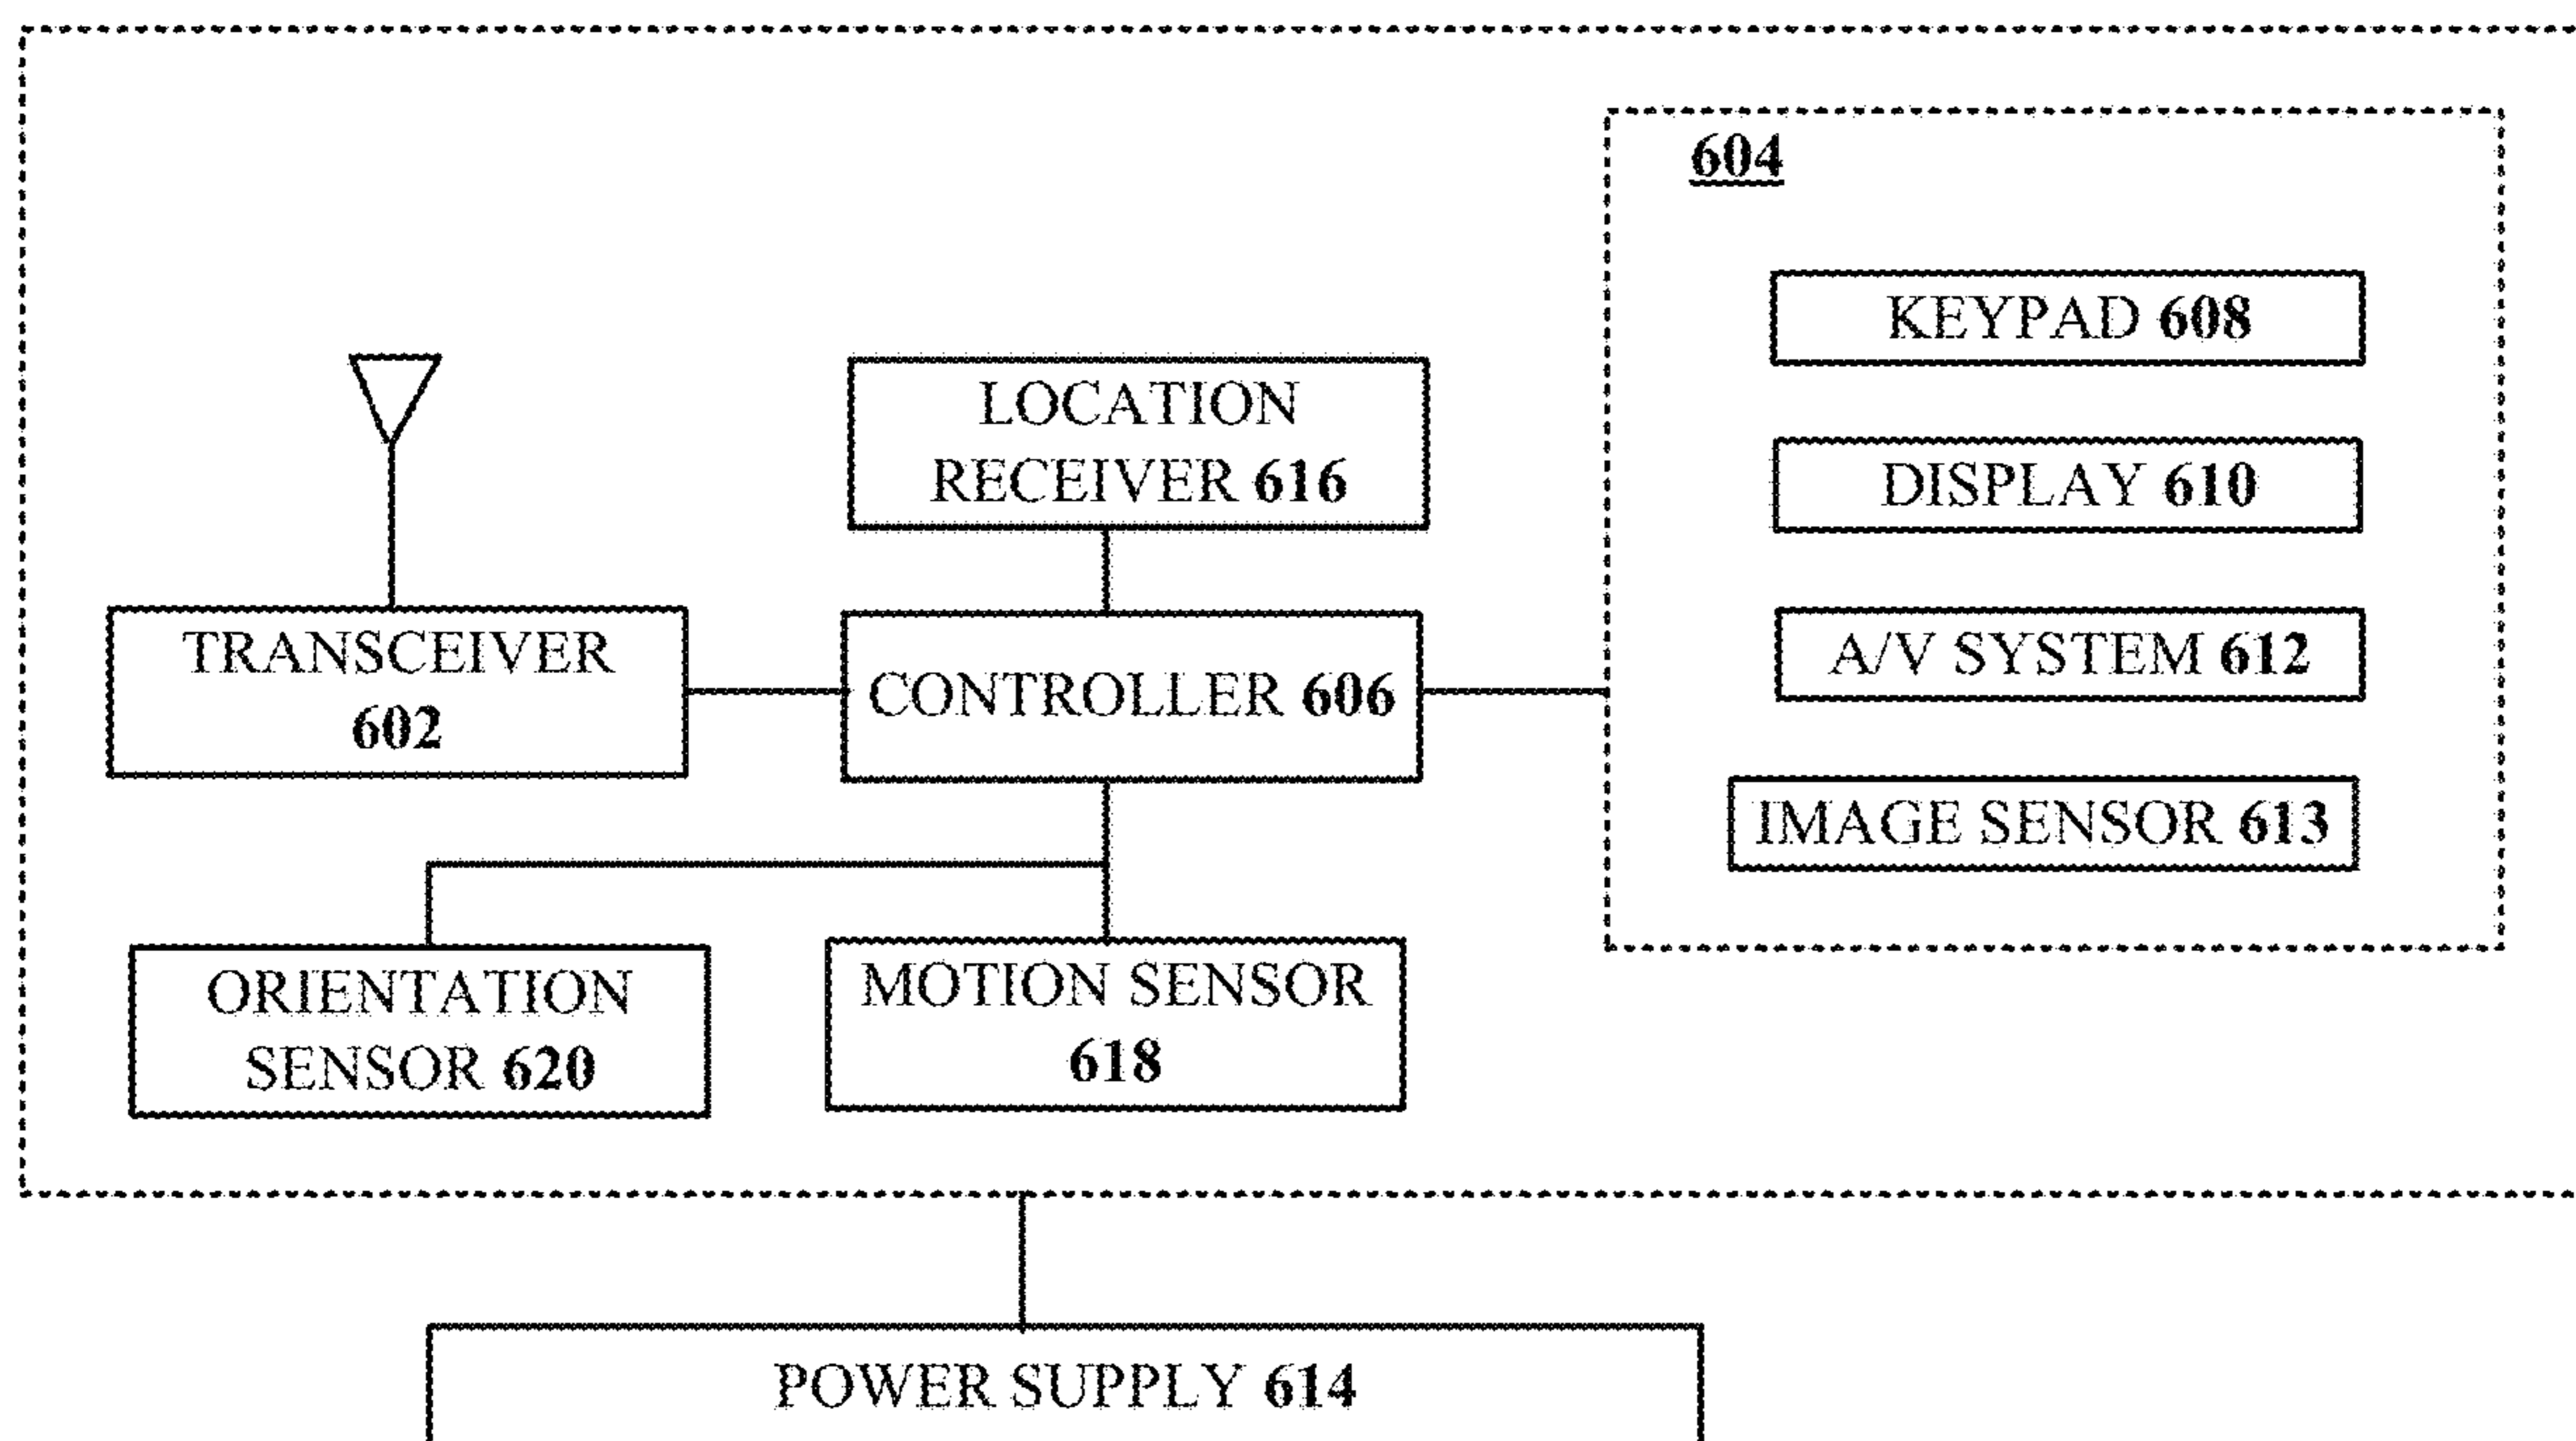 604
KEYPAD 608
LOCATION
RECEIVER 616
DISPLAY 610
TRANSCEIVER
602
CONTROLLER 606
A/V SYSTEM 612
IMAGE SENSOR 613
ORIENTATION
SENSOR 620
MOTION SENSOR
618
POWER SUPPLY 614